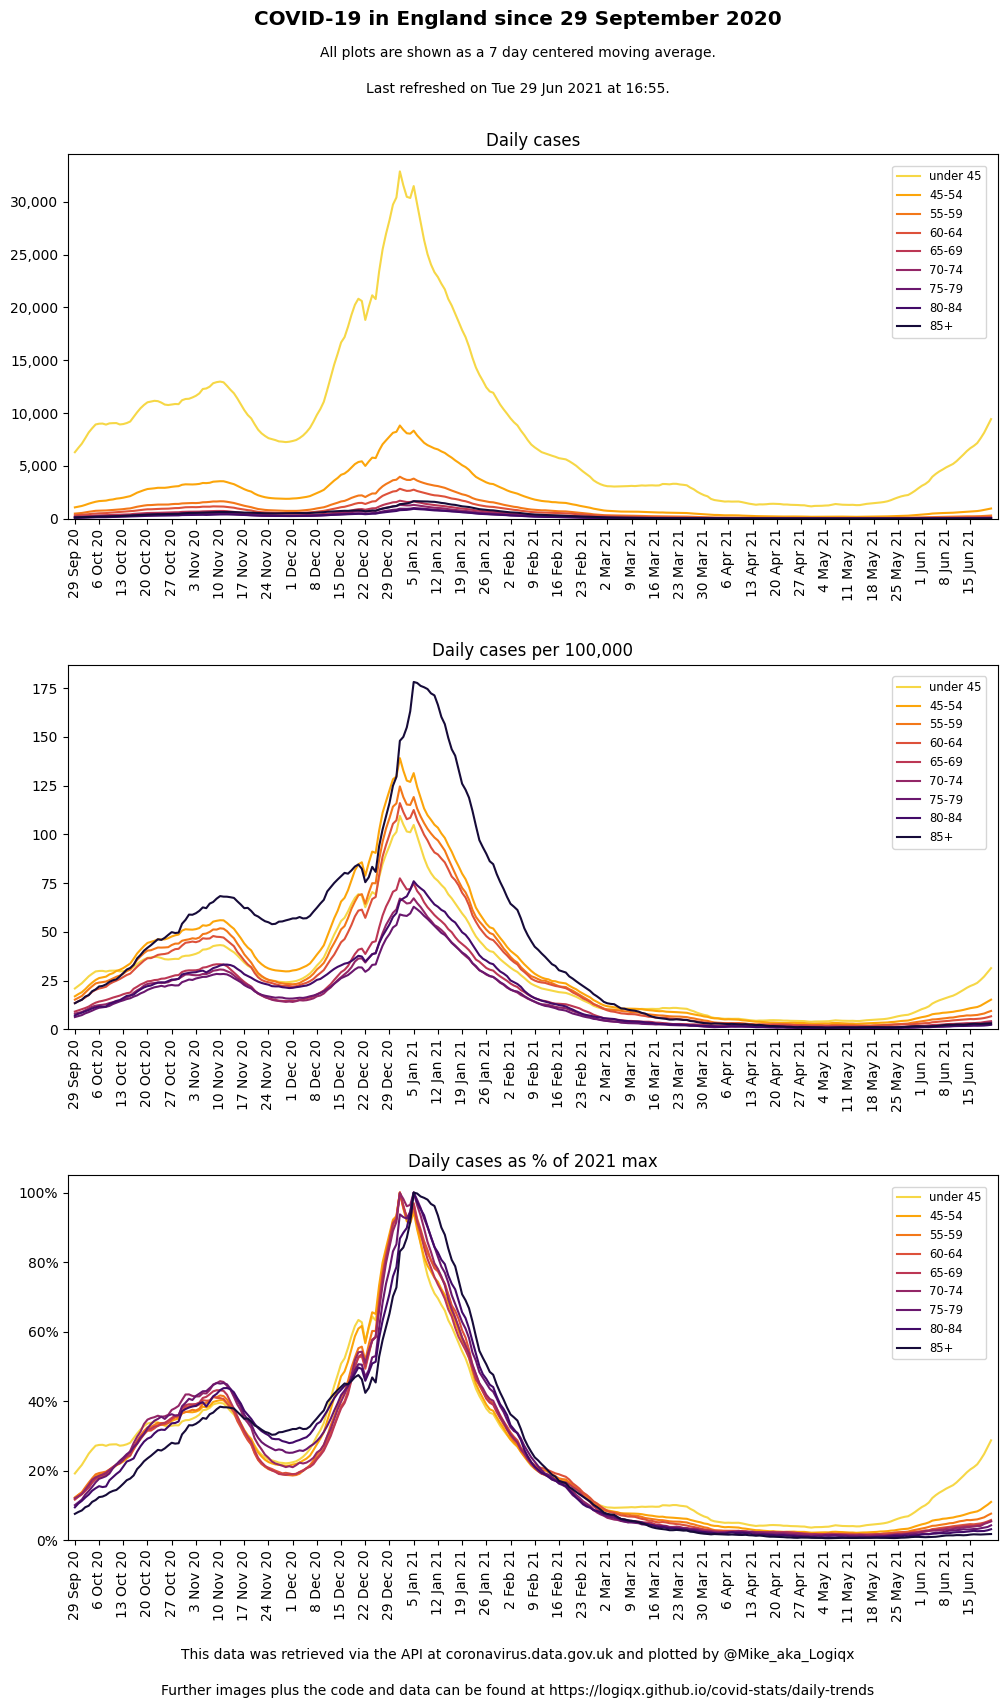 COVID-19 in England since 29 September 2020
All plots are shown as a 7 day centered moving average.
Last refreshed on Tue 29 Jun 2021 at 16:55.
Daily cases
30,000
25,000
20,000
15,000
10,000
5,000
0
under 45
45-54
55-59
60-64
65-69
70-74
75-79
80-84
85+
29 Sep 20
6 Oct 20
13 Oct 20
20 Oct 20
27 Oct 20
3 Nov 20
10 Nov 20
17 Nov 20
24 Nov 20
1 Dec 20
8 Dec 20
15 Dec 20
22 Dec 20
29 Dec 20
5 Jan 21
12 Jan 21
19 Jan 21
26 Jan 21
2 Feb 21
9 Feb 21
16 Feb 21
23 Feb 21
2 Mar 21
9 Mar 21
16 Mar 21
23 Mar 21
30 Mar 21
6 Apr 21
13 Apr 21
20 Apr 21
27 Apr 21
4 May 21
11 May 21
18 May 21
25 May 21
1 Jun 21
8 Jun 21
15 Jun 21
Daily cases per 100,000
175
150
125
100
75
50
25
0
under 45
45-54
55-59
60-64
65-69
70-74
75-79
80-84
85+
29 Sep 20
6 Oct 20
13 Oct 20
20 Oct 20
27 Oct 20
3 Nov 20
10 Nov 20
17 Nov 20
24 Nov 20
1 Dec 20
8 Dec 20
15 Dec 20
22 Dec 20
29 Dec 20
5 Jan 21
12 Jan 21
19 Jan 21
26 Jan 21
2 Feb 21
9 Feb 21
16 Feb 21
23 Feb 21
2 Mar 21
9 Mar 21
16 Mar 21
23 Mar 21
30 Mar 21
6 Apr 21
13 Apr 21
20 Apr 21
27 Apr 21
4 May 21
11 May 21
18 May 21
25 May 21
1 Jun 21
8 Jun 21
15 Jun 21
Daily cases as % of 2021 max
100%
80%
60%
40%
20%
0%
under 45
45-54
55-59
60-64
65-69
70-74
75-79
80-84
85+
29 Sep 20
6 Oct 20
13 Oct 20
20 Oct 20
27 Oct 20
3 Nov 20
10 Nov 20
17 Nov 20
24 Nov 20
1 Dec 20
8 Dec 20
15 Dec 20
22 Dec 20
29 Dec 20
5 Jan 21
12 Jan 21
19 Jan 21
26 Jan 21
2 Feb 21
9 Feb 21
16 Feb 21
23 Feb 21
2 Mar 21
9 Mar 21
16 Mar 21
23 Mar 21
30 Mar 21
6 Apr 21
13 Apr 21
20 Apr 21
27 Apr 21
4 May 21
11 May 21
18 May 21
25 May 21
1 Jun 21
8 Jun 21
15 Jun 21
This data was retrieved via the API at coronavirus.data.gov.uk and plotted by @Mike_aka_Logiqx
Further images plus the code and data can be found at https://logiqx.github.io/covid-stats/daily-trends